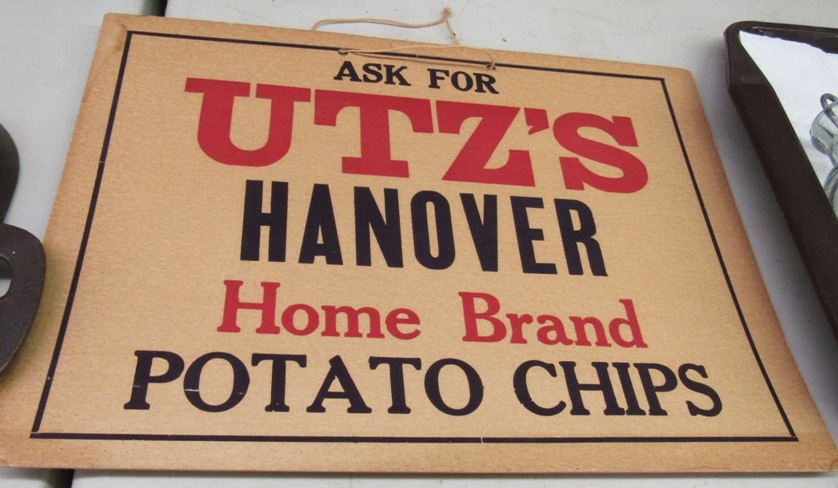 ASK FOR
UTZ'S
HANOVER
Home Brand
POTATO CHIPS